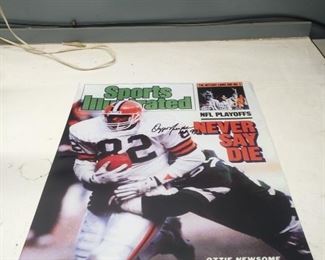 Sports
Illustrated
NFL PLAYOFFS
NEVER
SAY
DIE
82
OZZIE NEWSOME